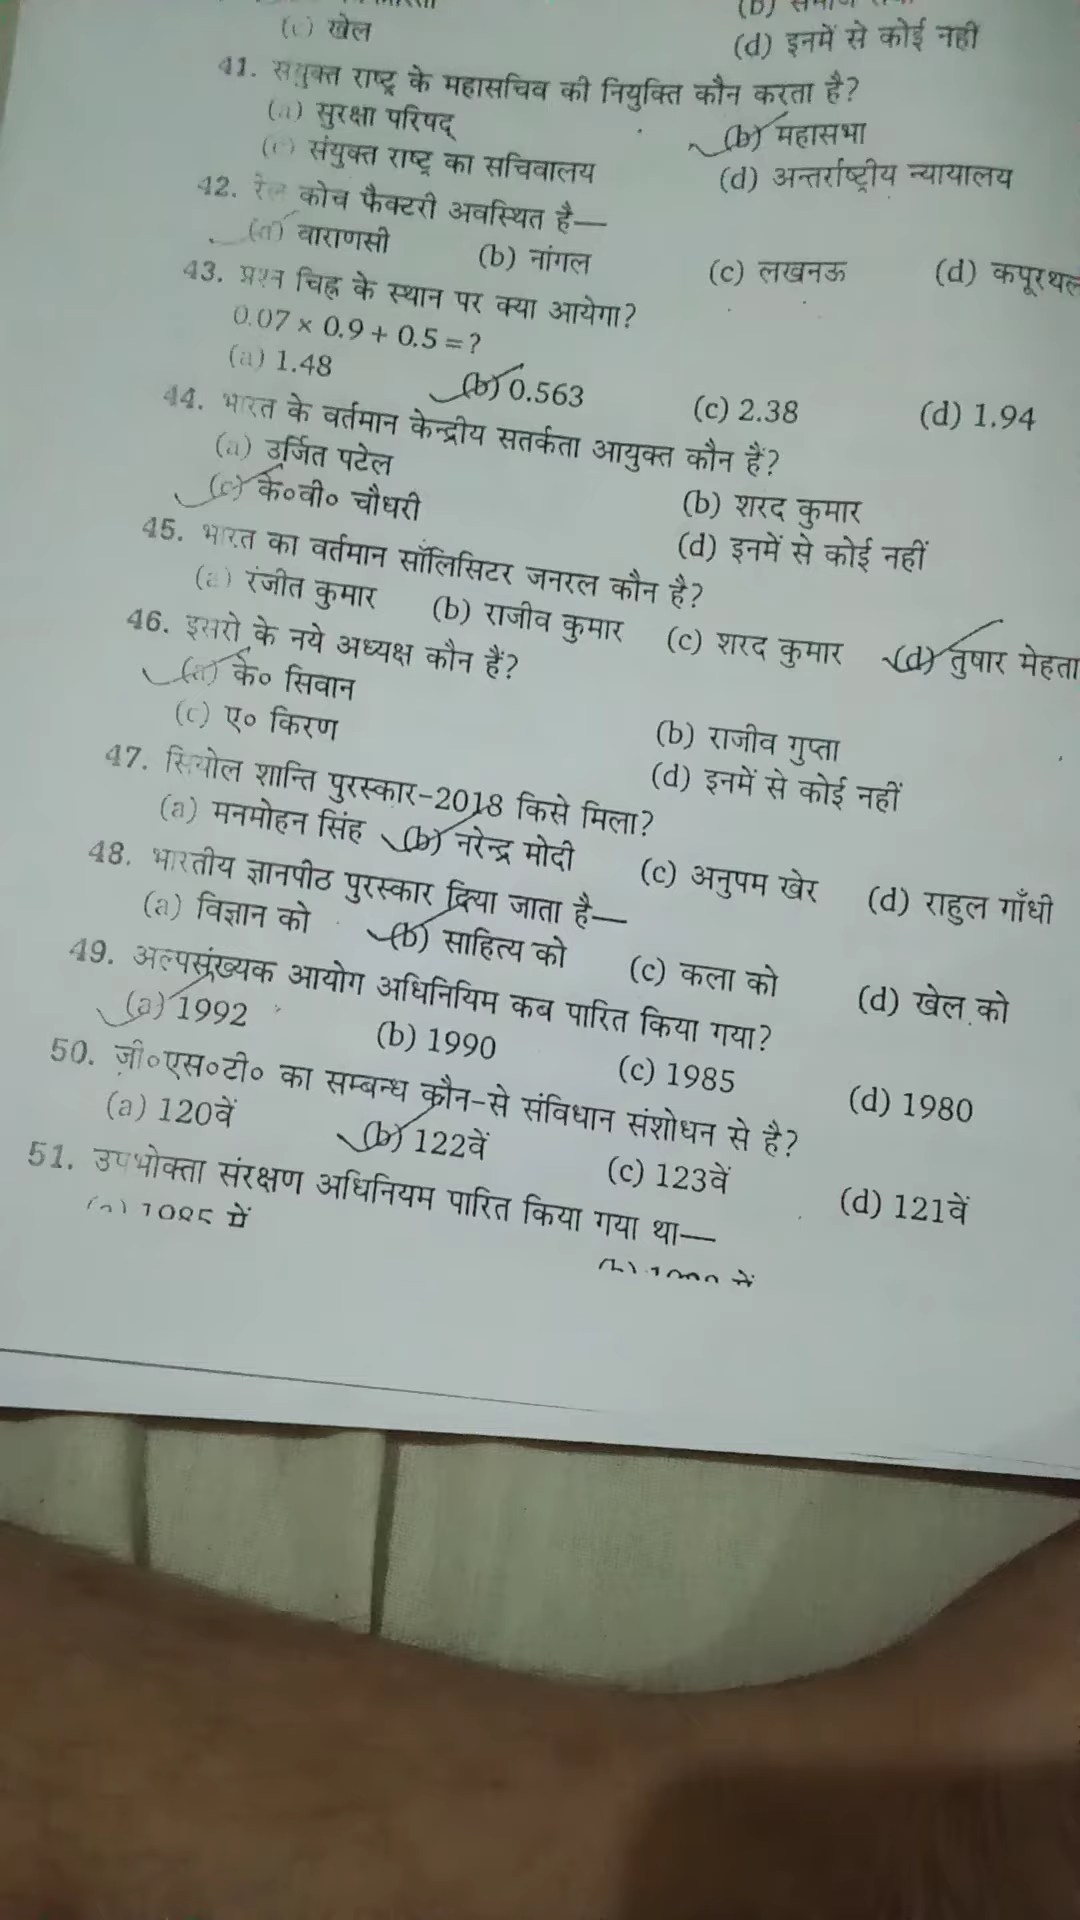 (c) खेल
(d) इनमें से कोई नहीं
41. संयुक्त राष्ट्र के महासचिव की नियुक्ति कौन करता है?
(a) सुरक्षा परिषद् (b) महासभा
(c) संयुक्त राष्ट्र का सचिवालय (d) अन्तर्राष्ट्रीय न्यायालय
42. रेल कोच फैक्टरी अवस्थित है—
(a) वाराणसी (b) नांगल (c) लखनऊ (d) कपूरथल
43. प्रश्न चिह्न के स्थान पर क्या आयेगा?
0.07 × 0.9 + 0.5 = ?
(a) 1.48 (b) 0.563 (c) 2.38 (d) 1.94
44. भारत के वर्तमान केन्द्रीय सतर्कता आयुक्त कौन हैं?
(a) उर्जित पटेल (b) शरद कुमार
(c) के०वी० चौधरी (d) इनमें से कोई नहीं
45. भारत का वर्तमान सॉलिसिटर जनरल कौन है?
(a) रंजीत कुमार (b) राजीव कुमार (c) शरद कुमार (d) तुषार मेहता
46. इसरो के नये अध्यक्ष कौन हैं?
(a) के० सिवान (b) राजीव गुप्ता
(c) ए० किरण (d) इनमें से कोई नहीं
47. सियोल शान्ति पुरस्कार-2018 किसे मिला?
(a) मनमोहन सिंह (b) नरेन्द्र मोदी (c) अनुपम खेर (d) राहुल गाँधी
48. भारतीय ज्ञानपीठ पुरस्कार दिया जाता है—
(a) विज्ञान को (b) साहित्य को (c) कला को (d) खेल को
49. अल्पसंख्यक आयोग अधिनियिम कब पारित किया गया?
(a) 1992 (b) 1990 (c) 1985 (d) 1980
50. जी०एस०टी० का सम्बन्ध कौन-से संविधान संशोधन से है?
(a) 120वें (b) 122वें (c) 123वें (d) 121वें
51. उपभोक्ता संरक्षण अधिनियम पारित किया गया था—